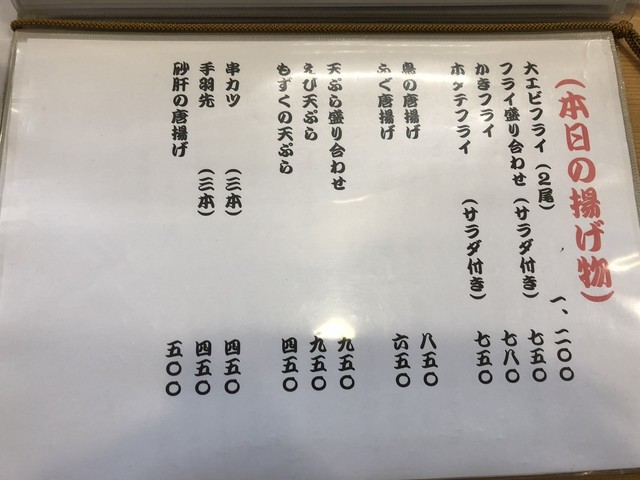 (本日の揚げ物)
大エビフライ(2尾) 一、二〇〇
フライ盛り合わせ(サラダ付き) 七五〇
かきフライ 七八〇
ホタテフライ (サラダ付き) 七五〇
鳥の唐揚げ 八五〇
ふぐ唐揚げ 六五〇
天ぷら盛り合わせ 九五〇
えび天ぷら 九五〇
もずくの天ぷら 四五〇
串カツ (三本) 四五〇
手羽先 (三本) 四五〇
砂肝の唐揚げ 五〇〇